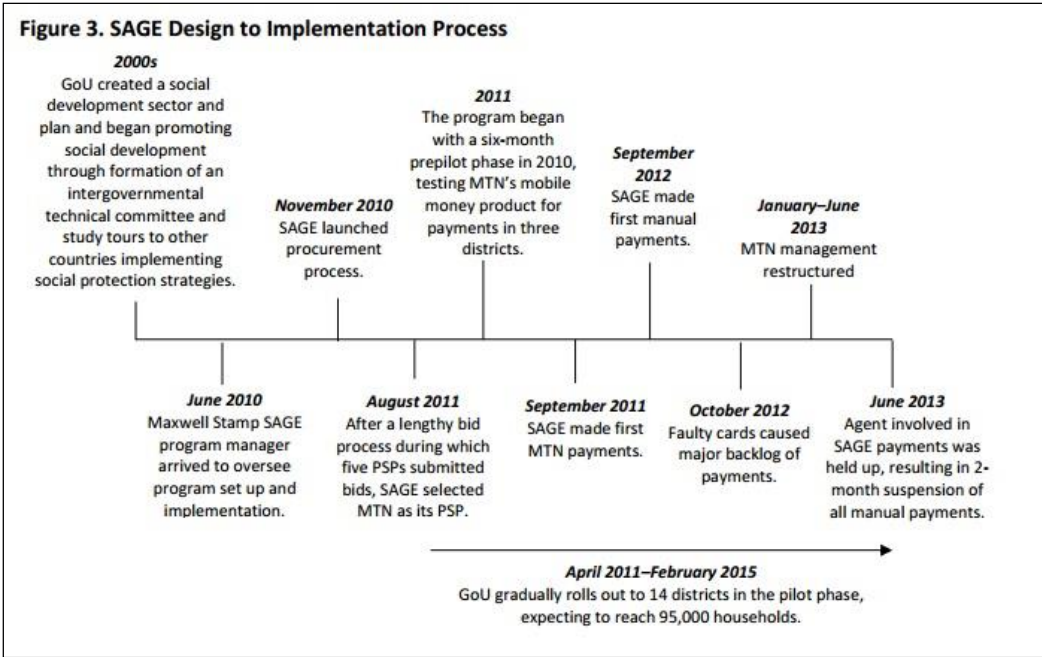 Figure 3. SAGE Design to Implementation Process
2000s
GoU created a social
development sector and
plan and began promoting
social development
through formation of an
intergovernmental
technical committee and
study tours to other
countries implementing
social protection strategies.
November 2010
SAGE launched
procurement
process.
2011
The program began
with a six-month
prepilot phase in 2010,
testing MTN's mobile
money product for
payments in three
districts.
September
2012
SAGE made
first manual
payments.
January–June
2013
MTN management
restructured
June 2010
Maxwell Stamp SAGE
program manager
arrived to oversee
program set up and
implementation.
August 2011
After a lengthy bid
process during which
five PSPs submitted
bids, SAGE selected
MTN as its PSP.
September 2011
SAGE made first
MTN payments.
October 2012
Faulty cards caused
major backlog of
payments.
June 2013
Agent involved in
SAGE payments was
held up, resulting in 2-
month suspension of
all manual payments.
April 2011–February 2015
GoU gradually rolls out to 14 districts in the pilot phase,
expecting to reach 95,000 households.